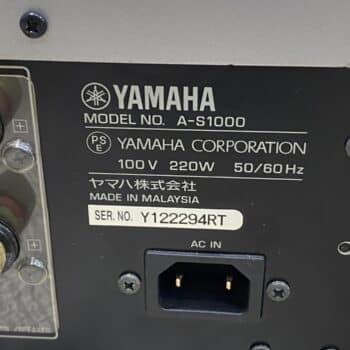 YAMAHA
MODEL NO. A-S1000
PS
E
YAMAHA CORPORATION
100V 220W 50/60Hz
ヤマハ株式会社
MADE IN MALAYSIA
SER. NO. Y122294RT
AC IN